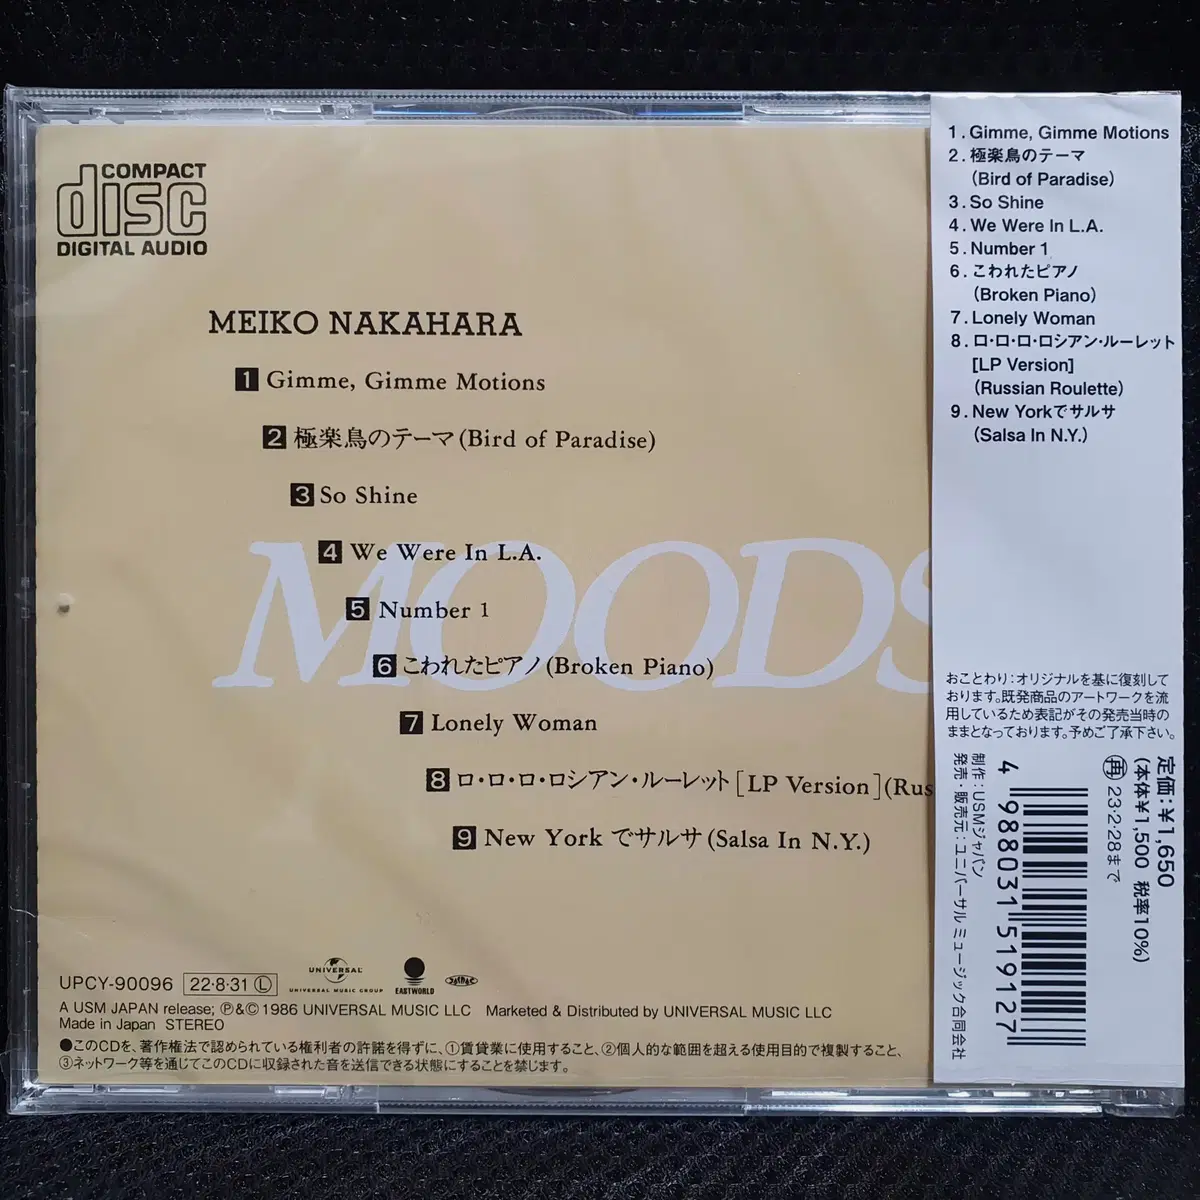 COMPACT
disc
DIGITAL AUDIO
MEIKO NAKAHARA
1 Gimme, Gimme Motions
2 極楽鳥のテーマ(Bird of Paradise)
3 So Shine
4 We Were In L.A.
5 Number 1
6 こわれたピアノ(Broken Piano)
7 Lonely Woman
8 ロ・ロ・ロ・ロシアン・ルーレット[LP Version](Rus
9 New Yorkでサルサ(Salsa In N.Y.)
MOODS
UPCY-90096 22・8・31 Ⓛ
UNIVERSAL
UNIVERSAL MUSIC GROUP
EASTWORLD
A USM JAPAN release; Ⓟ&© 1986 UNIVERSAL MUSIC LLC Marketed & Distributed by UNIVERSAL MUSIC LLC
Made in Japan STEREO
●このCDを、著作権法で認められている権利者の許諾を得ずに、①賃貸業に使用すること、②個人的な範囲を超える使用目的で複製すること、
③ネットワーク等を通じてこのCDに収録された音を送信できる状態にすることを禁じます。
1. Gimme, Gimme Motions
2. 極楽鳥のテーマ
(Bird of Paradise)
3. So Shine
4. We Were In L.A.
5. Number 1
6. こわれたピアノ
(Broken Piano)
7. Lonely Woman
8. ロ・ロ・ロ・ロシアン・ルーレット
[LP Version]
(Russian Roulette)
9. New Yorkでサルサ
(Salsa In N.Y.)
おことわり:オリジナルを基に復刻して
おります。既発商品のアートワークを流
用しているため表記がその発売当時の
ままとなっております。予めご了承下さい。
定価:¥1,650
(本体¥1,500 税率10%)
㊞23・2・28まで
4 988031 519127
制作:USMジャパン
発売・販売元:ユニバーサル ミュージック合同会社